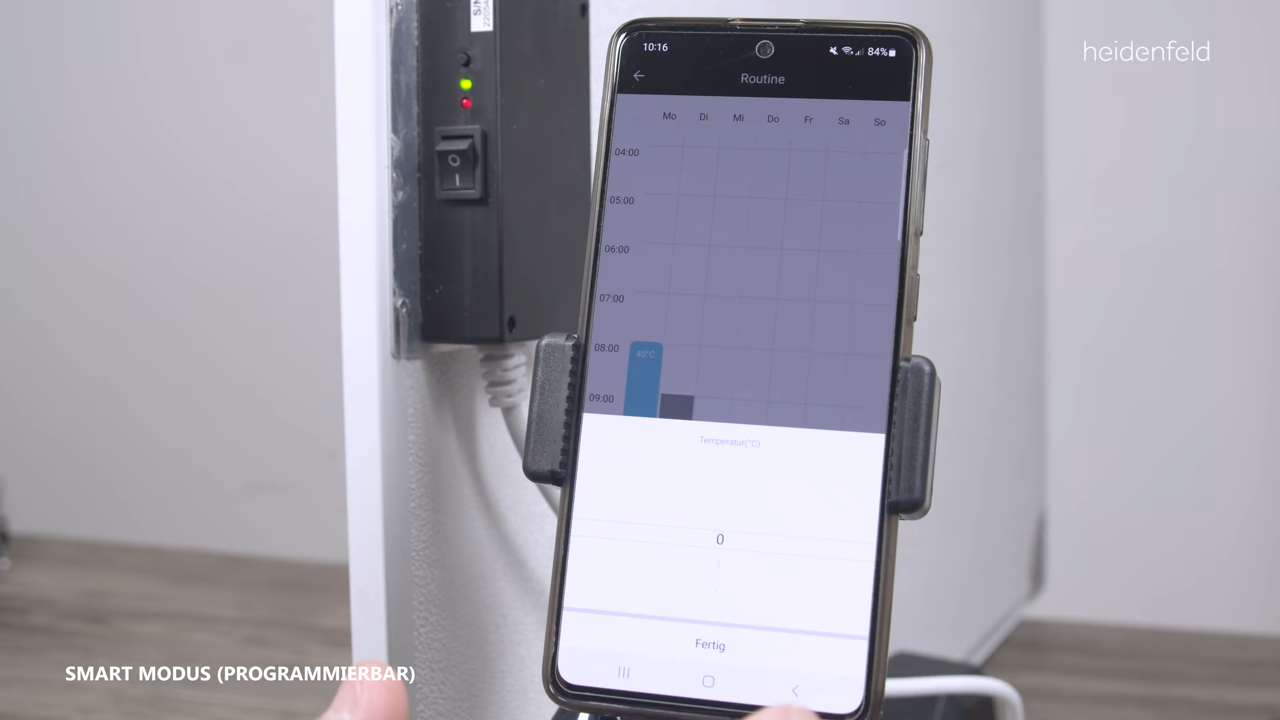 heidenfeld
10:16
84%
Routine
Mo Di Mi Do Fr Sa So
04:00
05:00
06:00
07:00
08:00
40°C
09:00
Temperatur(°C)
0
Fertig
SMART MODUS (PROGRAMMIERBAR)